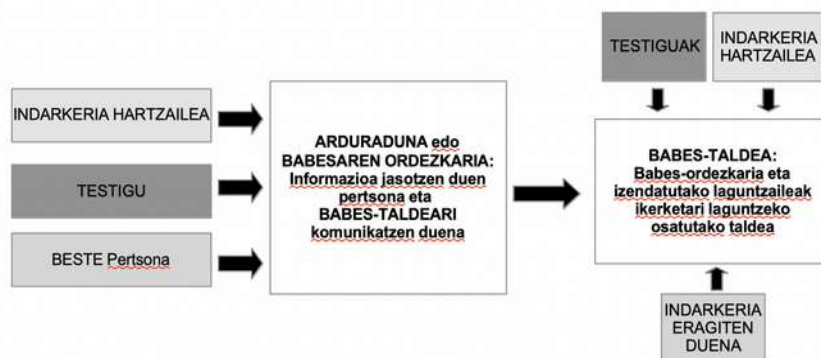 INDARKERIA HARTZAILEA
TESTIGU
BESTE Pertsona
ARDURADUNA edo
BABESAREN ORDEZKARIA:
Informazioa jasotzen duen
pertsona eta
BABES-TALDEARI
komunikatzen duena
TESTIGUAK
INDARKERIA
HARTZAILEA
BABES-TALDEA:
Babes-ordezkaria eta
izendatutako laguntzaileak
ikerketari laguntzeko
osatutako taldea
INDARKERIA
ERAGITEN
DUENA